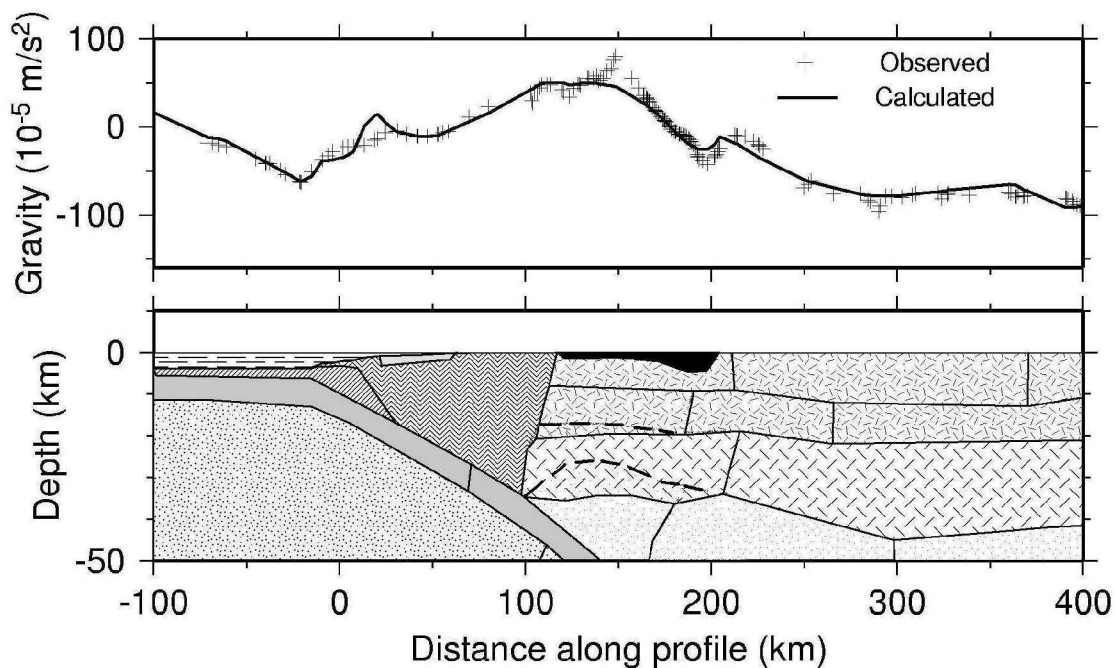 100
0
-100
Gravity (10⁻⁵ m/s²)
Observed
Calculated
0
-50
Depth (km)
-100 0 100 200 300 400
Distance along profile (km)